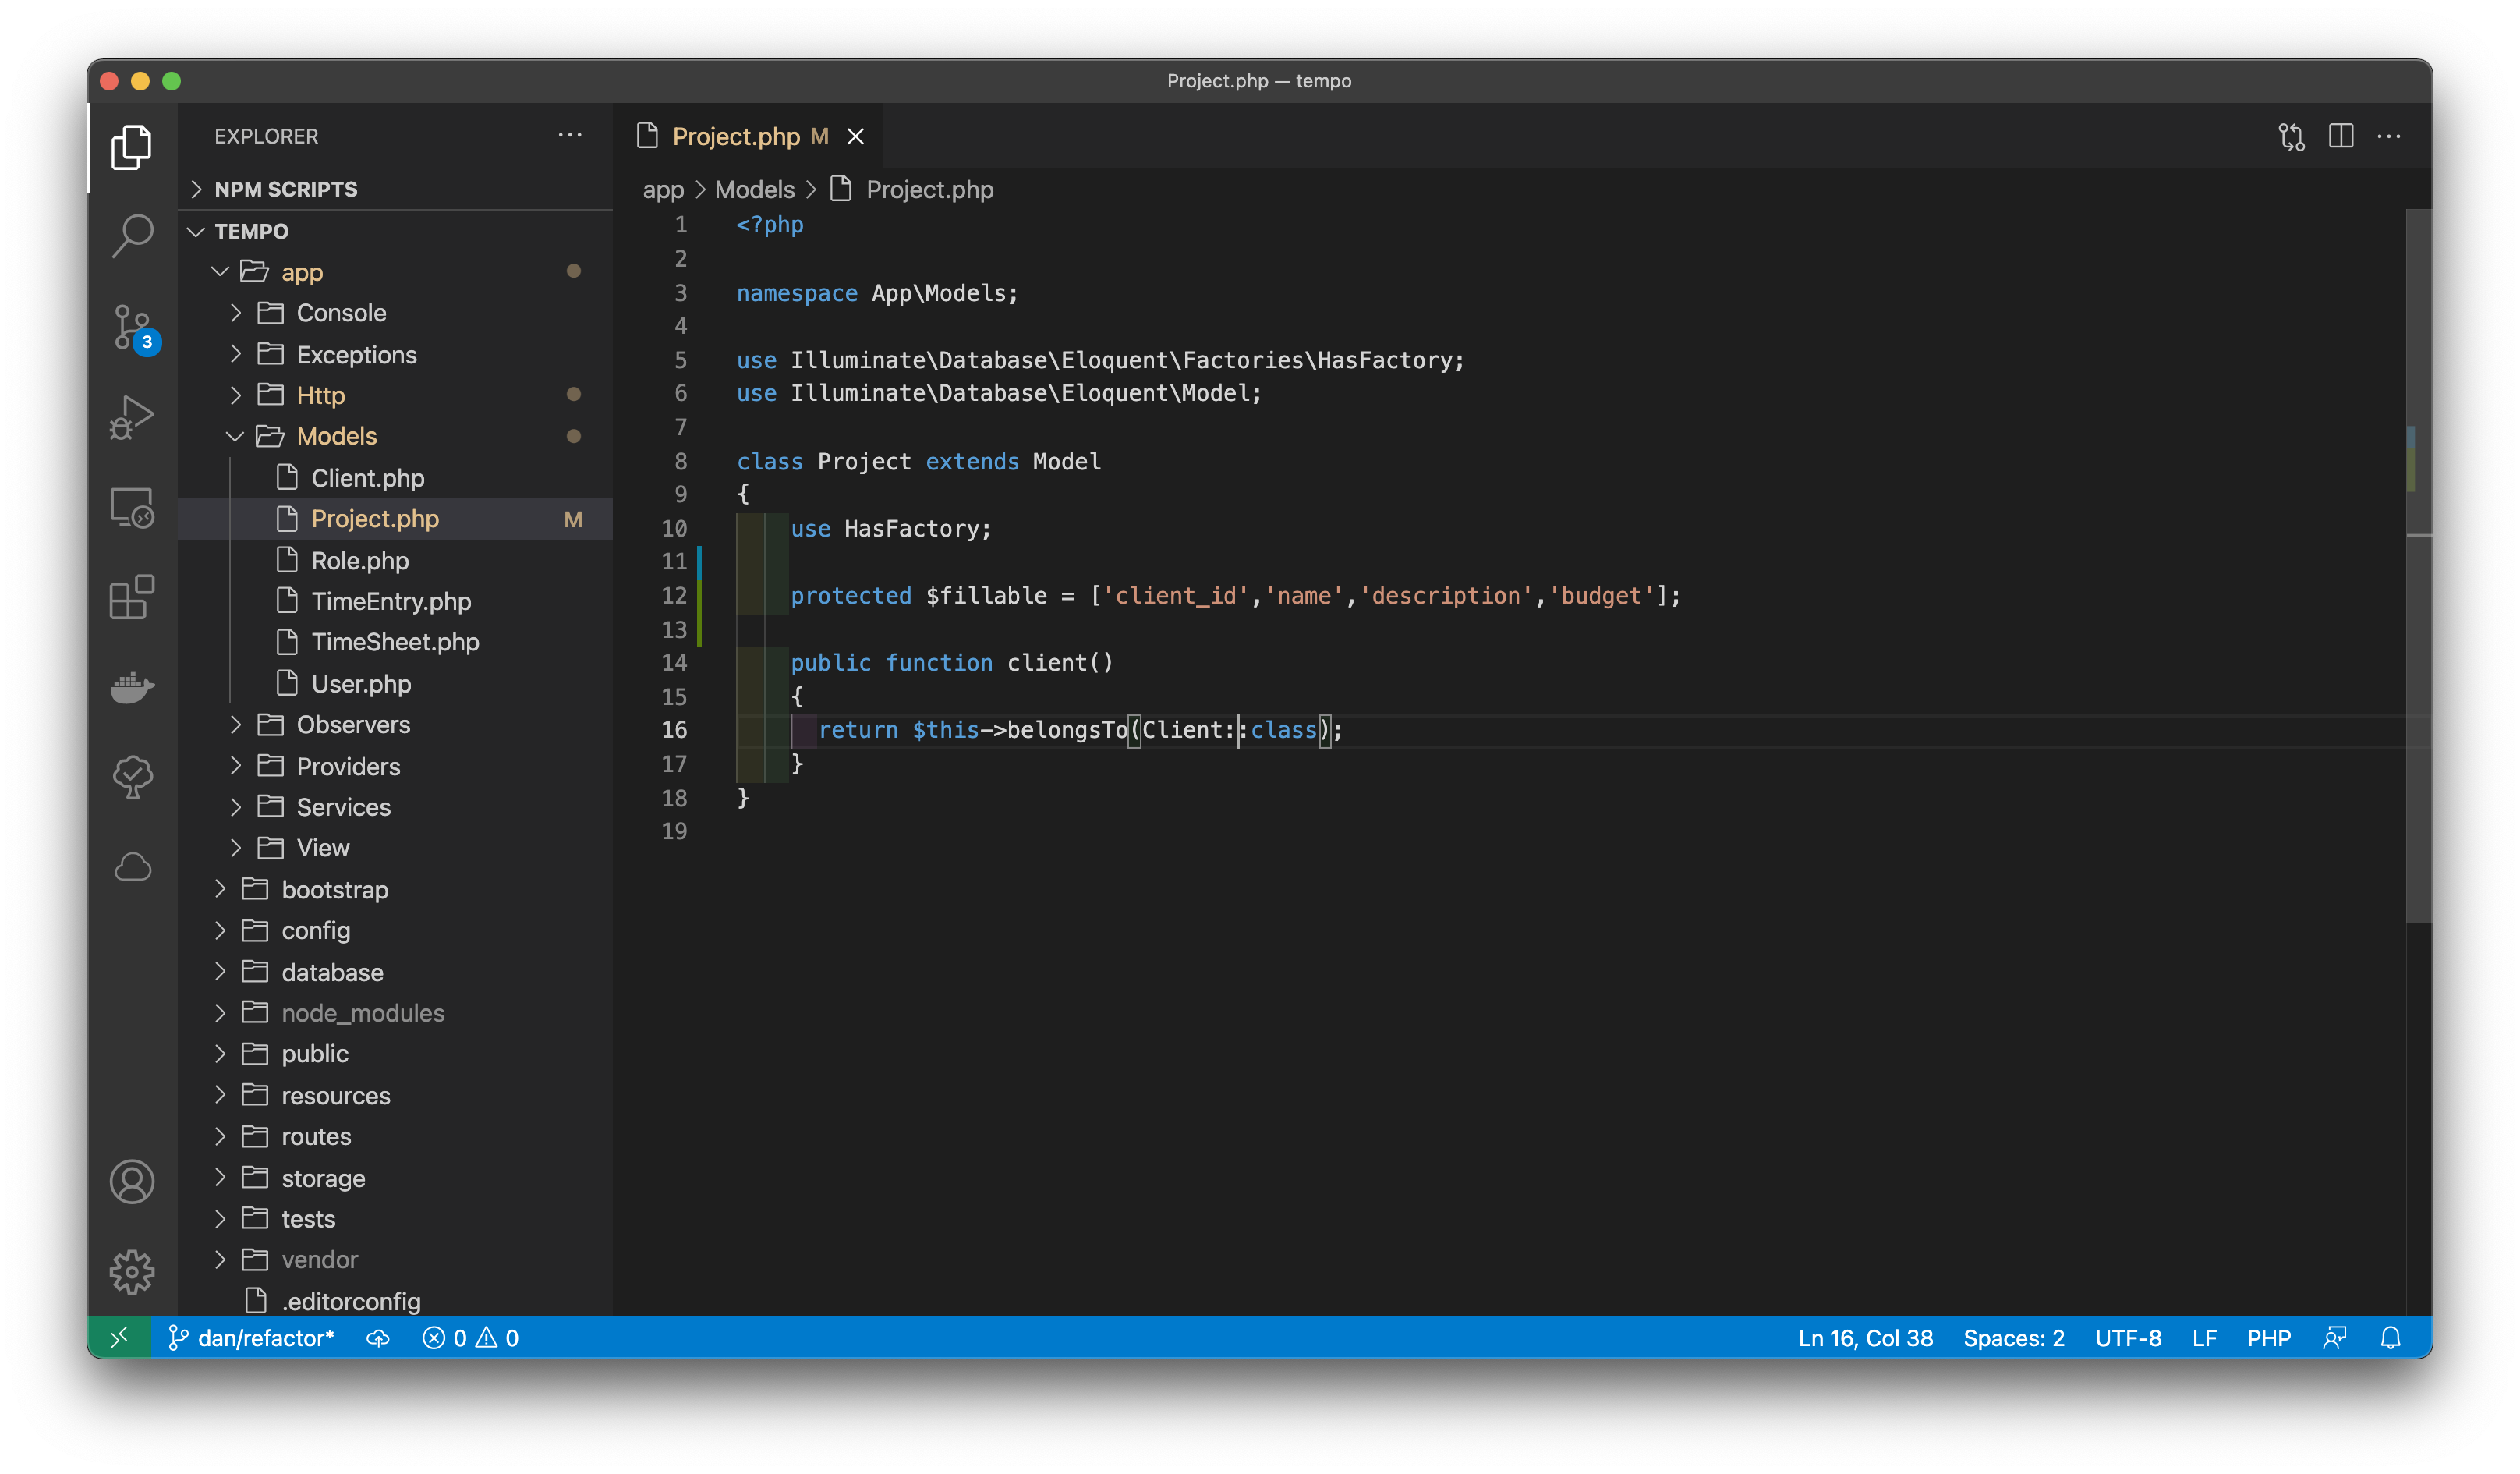 Project.php — tempo
EXPLORER
NPM SCRIPTS
TEMPO
app
Console
Exceptions
Http
Models
Client.php
Project.php M
Role.php
TimeEntry.php
TimeSheet.php
User.php
Observers
Providers
Services
View
bootstrap
config
database
node_modules
public
resources
routes
storage
tests
vendor
.editorconfig
3
Project.php M
app > Models > Project.php
1 <?php
2
3 namespace App\Models;
4
5 use Illuminate\Database\Eloquent\Factories\HasFactory;
6 use Illuminate\Database\Eloquent\Model;
7
8 class Project extends Model
9 {
10 use HasFactory;
11
12 protected $fillable = ['client_id','name','description','budget'];
13
14 public function client()
15 {
16 return $this->belongsTo(Client::class);
17 }
18 }
19
dan/refactor* 0 0 Ln 16, Col 38 Spaces: 2 UTF-8 LF PHP